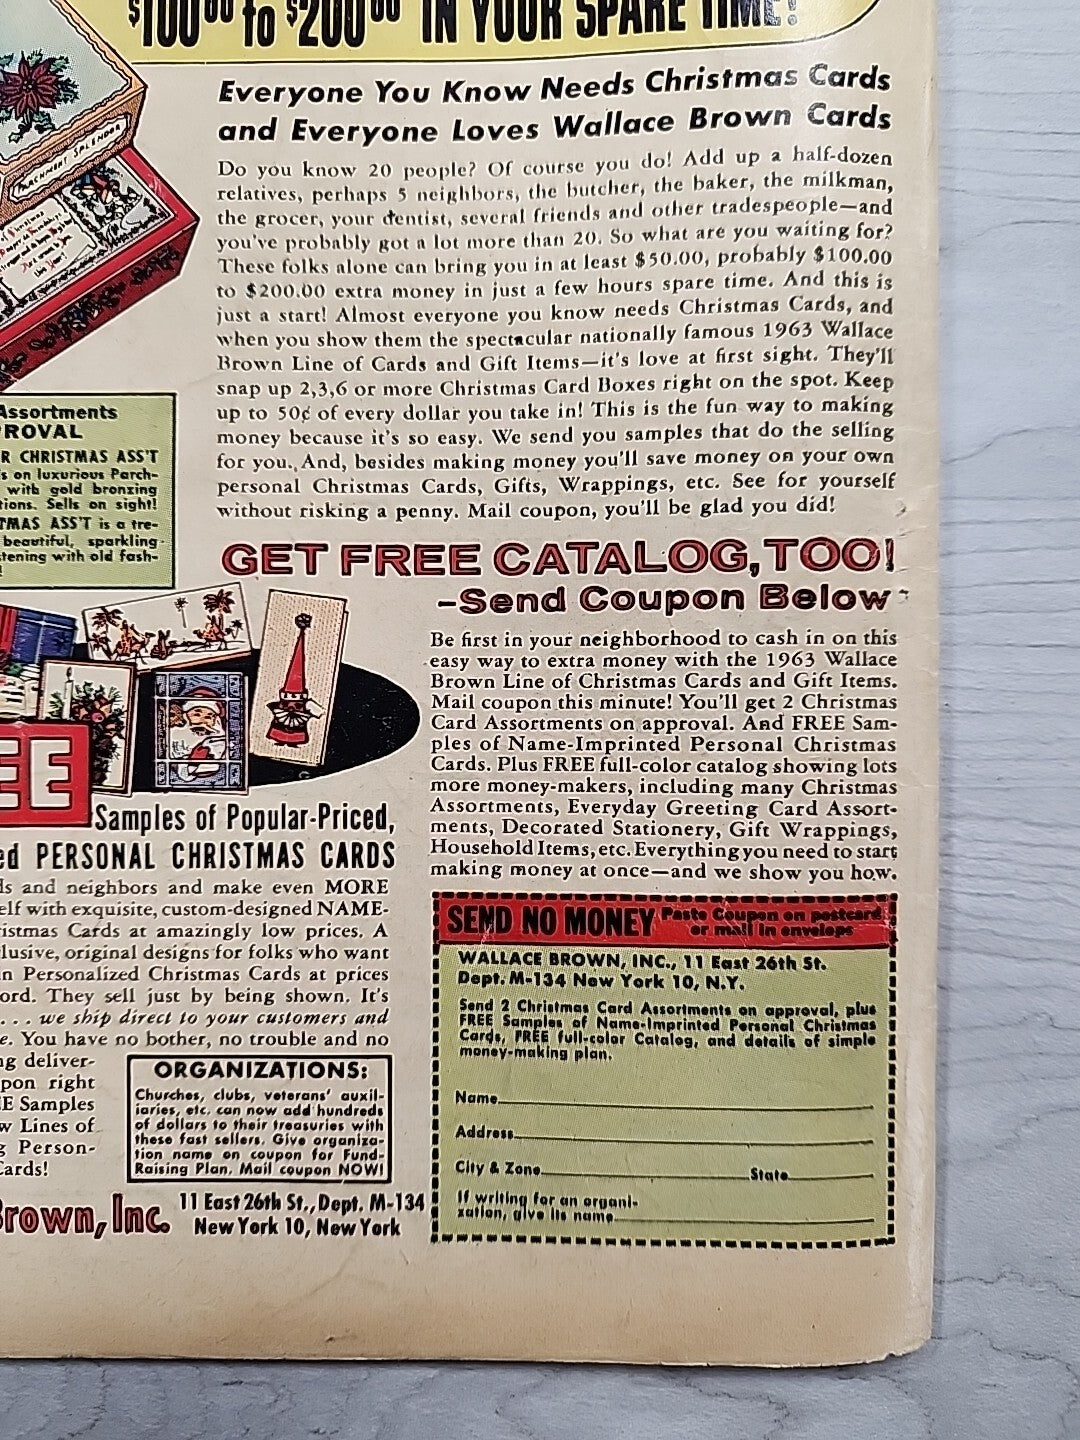 $100.00 to $200.00 IN YOUR SPARE TIME!
Everyone You Know Needs Christmas Cards
and Everyone Loves Wallace Brown Cards
Do you know 20 people? Of course you do! Add up a half-dozen
relatives, perhaps 5 neighbors, the butcher, the baker, the milkman,
the grocer, your dentist, several friends and other tradespeople—and
you've probably got a lot more than 20. So what are you waiting for?
These folks alone can bring you in at least $50.00, probably $100.00
to $200.00 extra money in just a few hours spare time. And this is
just a start! Almost everyone you know needs Christmas Cards, and
when you show them the spectacular nationally famous 1963 Wallace
Brown Line of Cards and Gift Items—it's love at first sight. They'll
snap up 2,3,6 or more Christmas Card Boxes right on the spot. Keep
up to 50¢ of every dollar you take in! This is the fun way to making
money because it's so easy. We send you samples that do the selling
for you. And, besides making money you'll save money on your own
personal Christmas Cards, Gifts, Wrappings, etc. See for yourself
without risking a penny. Mail coupon, you'll be glad you did!
PARCHMENT SPLENDOR
Assortments
ROVAL
R CHRISTMAS ASS'T
s on luxurious Parch-
with gold bronzing
tions. Sells on sight!
TMAS ASS'T is a tre-
beautiful, sparkling
tening with old fash-
GET FREE CATALOG, TOO!
-Send Coupon Below
Be first in your neighborhood to cash in on this
easy way to extra money with the 1963 Wallace
Brown Line of Christmas Cards and Gift Items.
Mail coupon this minute! You'll get 2 Christmas
Card Assortments on approval. And FREE Sam-
ples of Name-Imprinted Personal Christmas
Cards. Plus FREE full-color catalog showing lots
more money-makers, including many Christmas
Assortments, Everyday Greeting Card Assort-
ments, Decorated Stationery, Gift Wrappings,
Household Items, etc. Everything you need to start
making money at once—and we show you how.
EE
Samples of Popular-Priced,
ed PERSONAL CHRISTMAS CARDS
ds and neighbors and make even MORE
elf with exquisite, custom-designed NAME-
istmas Cards at amazingly low prices. A
lusive, original designs for folks who want
n Personalized Christmas Cards at prices
ord. They sell just by being shown. It's
. . . we ship direct to your customers and
e. You have no bother, no trouble and no
ng deliver-
pon right
E Samples
w Lines of
g Person-
Cards!
ORGANIZATIONS:
Churches, clubs, veterans' auxil-
iaries, etc. can now add hundreds
of dollars to their treasuries with
these fast sellers. Give organiza-
tion name on coupon for Fund-
Raising Plan. Mail coupon NOW!
Brown, Inc.
11 East 26th St., Dept. M-134
New York 10, New York
SEND NO MONEY Paste Coupon on postcard
or mail in envelope
WALLACE BROWN, INC., 11 East 26th St.
Dept. M-134 New York 10, N.Y.
Send 2 Christmas Card Assortments on approval, plus
FREE Samples of Name-Imprinted Personal Christmas
Cards, FREE full-color Catalog, and details of simple
money-making plan.
Name
Address
City & Zone State
If writing for an organi-
zation, give its name